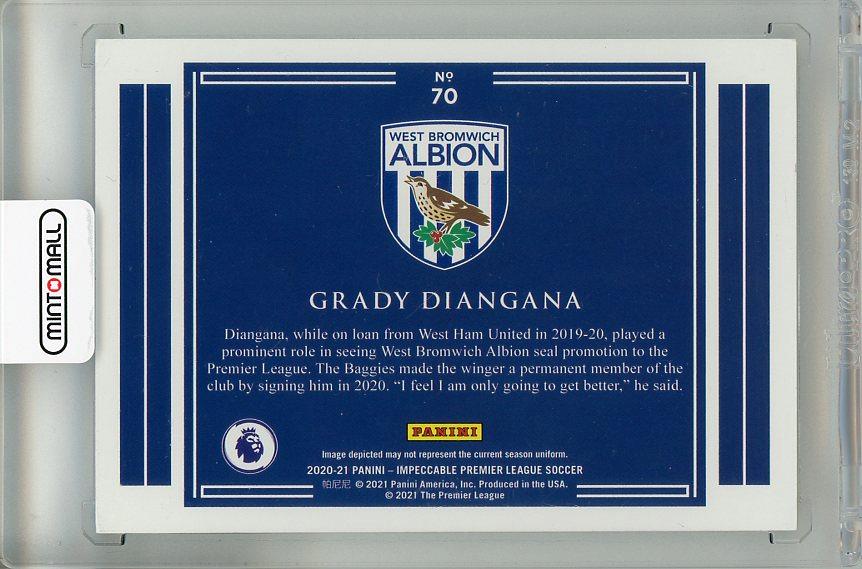 Nº
70
WEST BROMWICH
ALBION
GRADY DIANGANA
Diangana, while on loan from West Ham United in 2019-20, played a
prominent role in seeing West Bromwich Albion seal promotion to the
Premier League. The Baggies made the winger a permanent member of the
club by signing him in 2020. “I feel I am only going to get better,” he said.
PANINI
Image depicted may not represent the current season uniform.
2020-21 PANINI – IMPECCABLE PREMIER LEAGUE SOCCER
帕尼尼 © 2021 Panini America, Inc. Produced in the USA.
© 2021 The Premier League
MINTOMALL